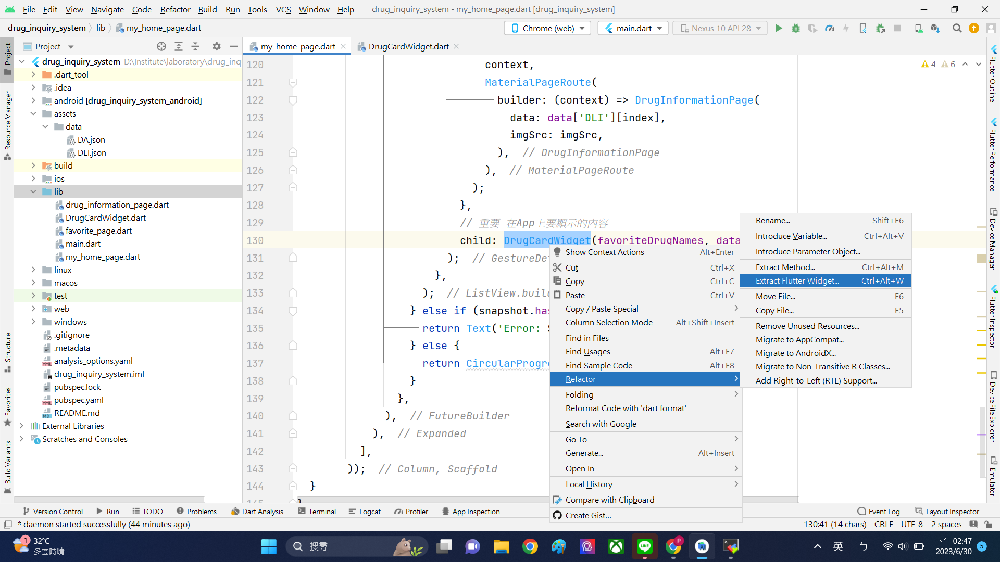 File Edit View Navigate Code Refactor Build Run Tools VCS Window Help drug_inquiry_system - my_home_page.dart [drug_inquiry_system]
drug_inquiry_system lib my_home_page.dart Chrome (web) main.dart Nexus 10 API 28
Project
my_home_page.dart
DrugCardWidget.dart
drug_inquiry_system D:\Institute\laboratory\drug_inqu
.dart_tool
.idea
android [drug_inquiry_system_android]
assets
data
DA.json
DLI.json
build
ios
lib
drug_information_page.dart
DrugCardWidget.dart
favorite_page.dart
main.dart
my_home_page.dart
linux
macos
test
web
windows
.gitignore
.metadata
analysis_options.yaml
drug_inquiry_system.iml
pubspec.lock
pubspec.yaml
README.md
External Libraries
Scratches and Consoles
Project
Resource Manager
Structure
Favorites
Build Variants
4 6
120 context,
121 MaterialPageRoute(
122 builder: (context) => DrugInformationPage(
123 data: data['DLI'][index],
124 imgSrc: imgSrc,
125 ), // DrugInformationPage
126 ), // MaterialPageRoute
127 );
128 },
129 // 重要 在App上要顯示的內容
130 child: DrugCardWidget(favoriteDrugNames, data
131 ); // GestureDe
132 },
133 ); // ListView.buil
134 } else if (snapshot.has
135 return Text('Error:
136 } else {
137 return CircularProgre
138 }
139 },
140 ), // FutureBuilder
141 ), // Expanded
142 ],
143 )); // Column, Scaffold
144 }
Show Context Actions Alt+Enter
Cut Ctrl+X
Copy Ctrl+C
Paste Ctrl+V
Copy / Paste Special
Column Selection Mode Alt+Shift+Insert
Find in Files
Find Usages Alt+F7
Find Sample Code Alt+F8
Refactor
Folding
Reformat Code with 'dart format'
Search with Google
Go To
Generate... Alt+Insert
Open In
Local History
Compare with Clipboard
Create Gist...
Rename... Shift+F6
Introduce Variable... Ctrl+Alt+V
Introduce Parameter Object...
Extract Method... Ctrl+Alt+M
Extract Flutter Widget... Ctrl+Alt+W
Move File... F6
Copy File... F5
Remove Unused Resources...
Migrate to AppCompat...
Migrate to AndroidX...
Migrate to Non-Transitive R Classes...
Add Right-to-Left (RTL) Support...
Flutter Outline
Flutter Performance
Device Manager
Flutter Inspector
Device File Explorer
Emulator
Version Control Run TODO Problems Dart Analysis Terminal Logcat Profiler App Inspection Event Log Layout Inspector
* daemon started successfully (44 minutes ago) 130:41 (14 chars) CRLF UTF-8 2 spaces
1 32°C
多雲時晴
搜尋
LINE
P
英 ㄅ
下午 02:47
2023/6/30
5